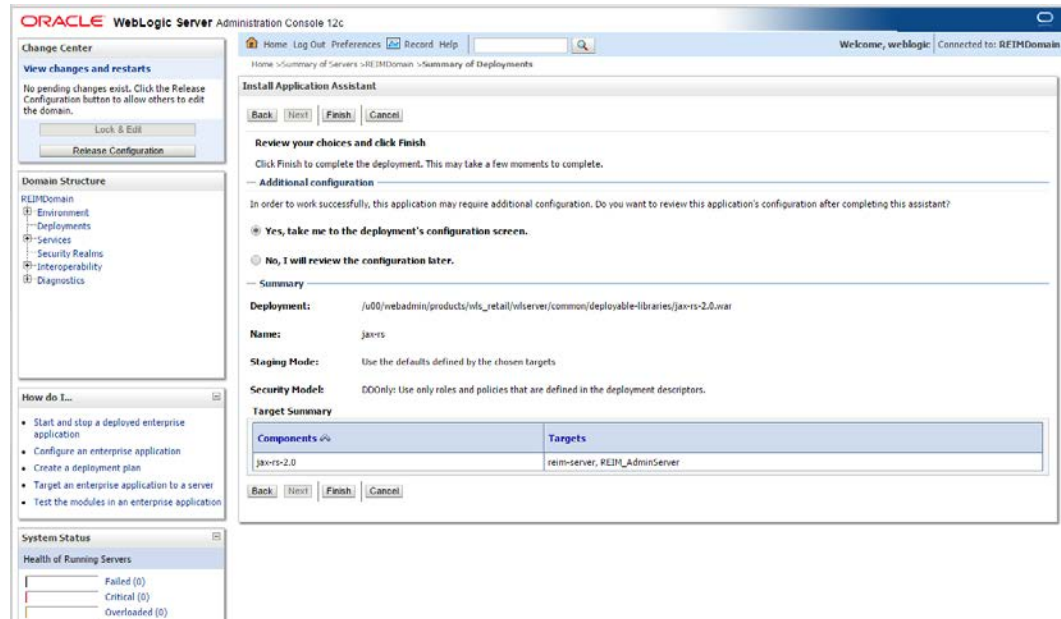 ORACLE WebLogic Server Administration Console 12c
Change Center
View changes and restarts
No pending changes exist. Click the Release
Configuration button to allow others to edit
the domain.
Lock & Edit
Release Configuration
Domain Structure
REIMDomain
Environment
Deployments
Services
Security Realms
Interoperability
Diagnostics
How do I...
Start and stop a deployed enterprise
application
Configure an enterprise application
Create a deployment plan
Target an enterprise application to a server
Test the modules in an enterprise application
System Status
Health of Running Servers
Failed (0)
Critical (0)
Overloaded (0)
Home Log Out Preferences Record Help
Welcome, weblogic Connected to: REIMDomain
Home >Summary of Servers >REIMDomain >Summary of Deployments
Install Application Assistant
Back Next Finish Cancel
Review your choices and click Finish
Click Finish to complete the deployment. This may take a few moments to complete.
Additional configuration
In order to work successfully, this application may require additional configuration. Do you want to review this application's configuration after completing this assistant?
Yes, take me to the deployment's configuration screen.
No, I will review the configuration later.
Summary
Deployment: /u00/webadmin/products/wls_retail/wlserver/common/deployable-libraries/jax-rs-2.0.war
Name: jax-rs
Staging Mode: Use the defaults defined by the chosen targets
Security Model: DDOnly: Use only roles and policies that are defined in the deployment descriptors.
Target Summary
Components Targets
jax-rs-2.0 reim-server, REIM_AdminServer
Back Next Finish Cancel